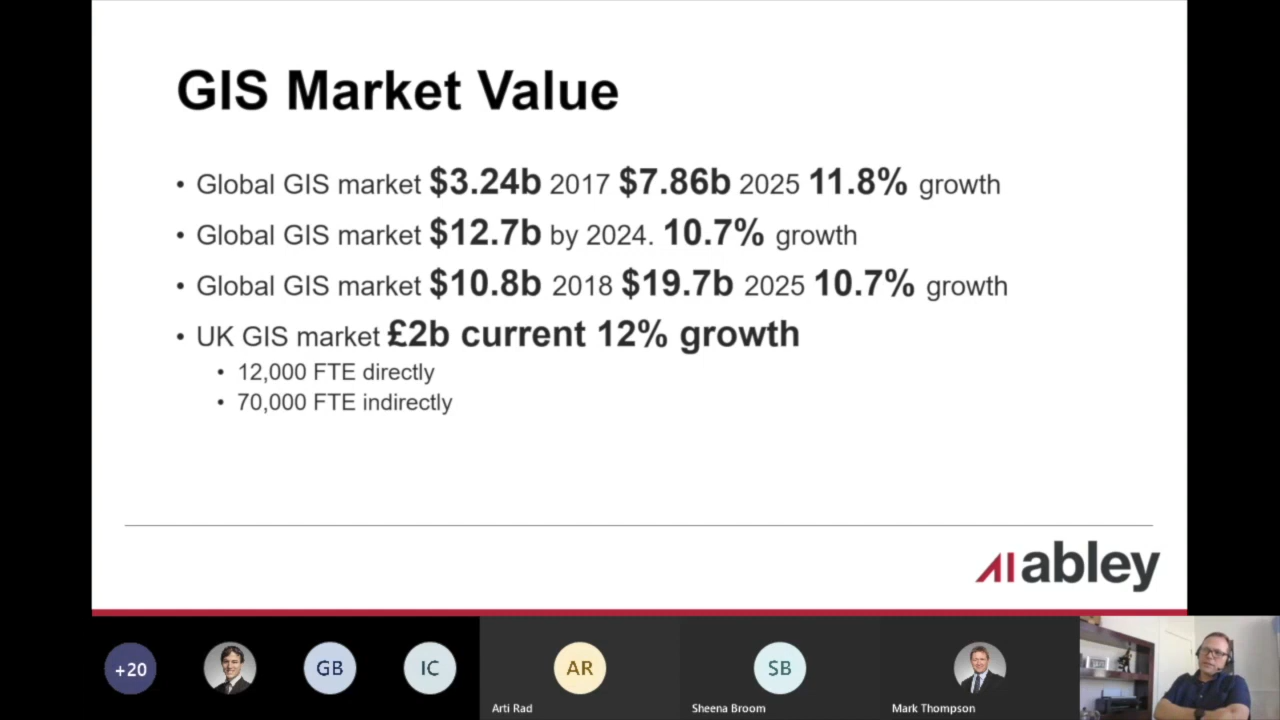 GIS Market Value
• Global GIS market $3.24b 2017 $7.86b 2025 11.8% growth
• Global GIS market $12.7b by 2024. 10.7% growth
• Global GIS market $10.8b 2018 $19.7b 2025 10.7% growth
• UK GIS market £2b current 12% growth
• 12,000 FTE directly
• 70,000 FTE indirectly
abley
+20
GB
IC
AR
SB
Arti Rad
Sheena Broom
Mark Thompson